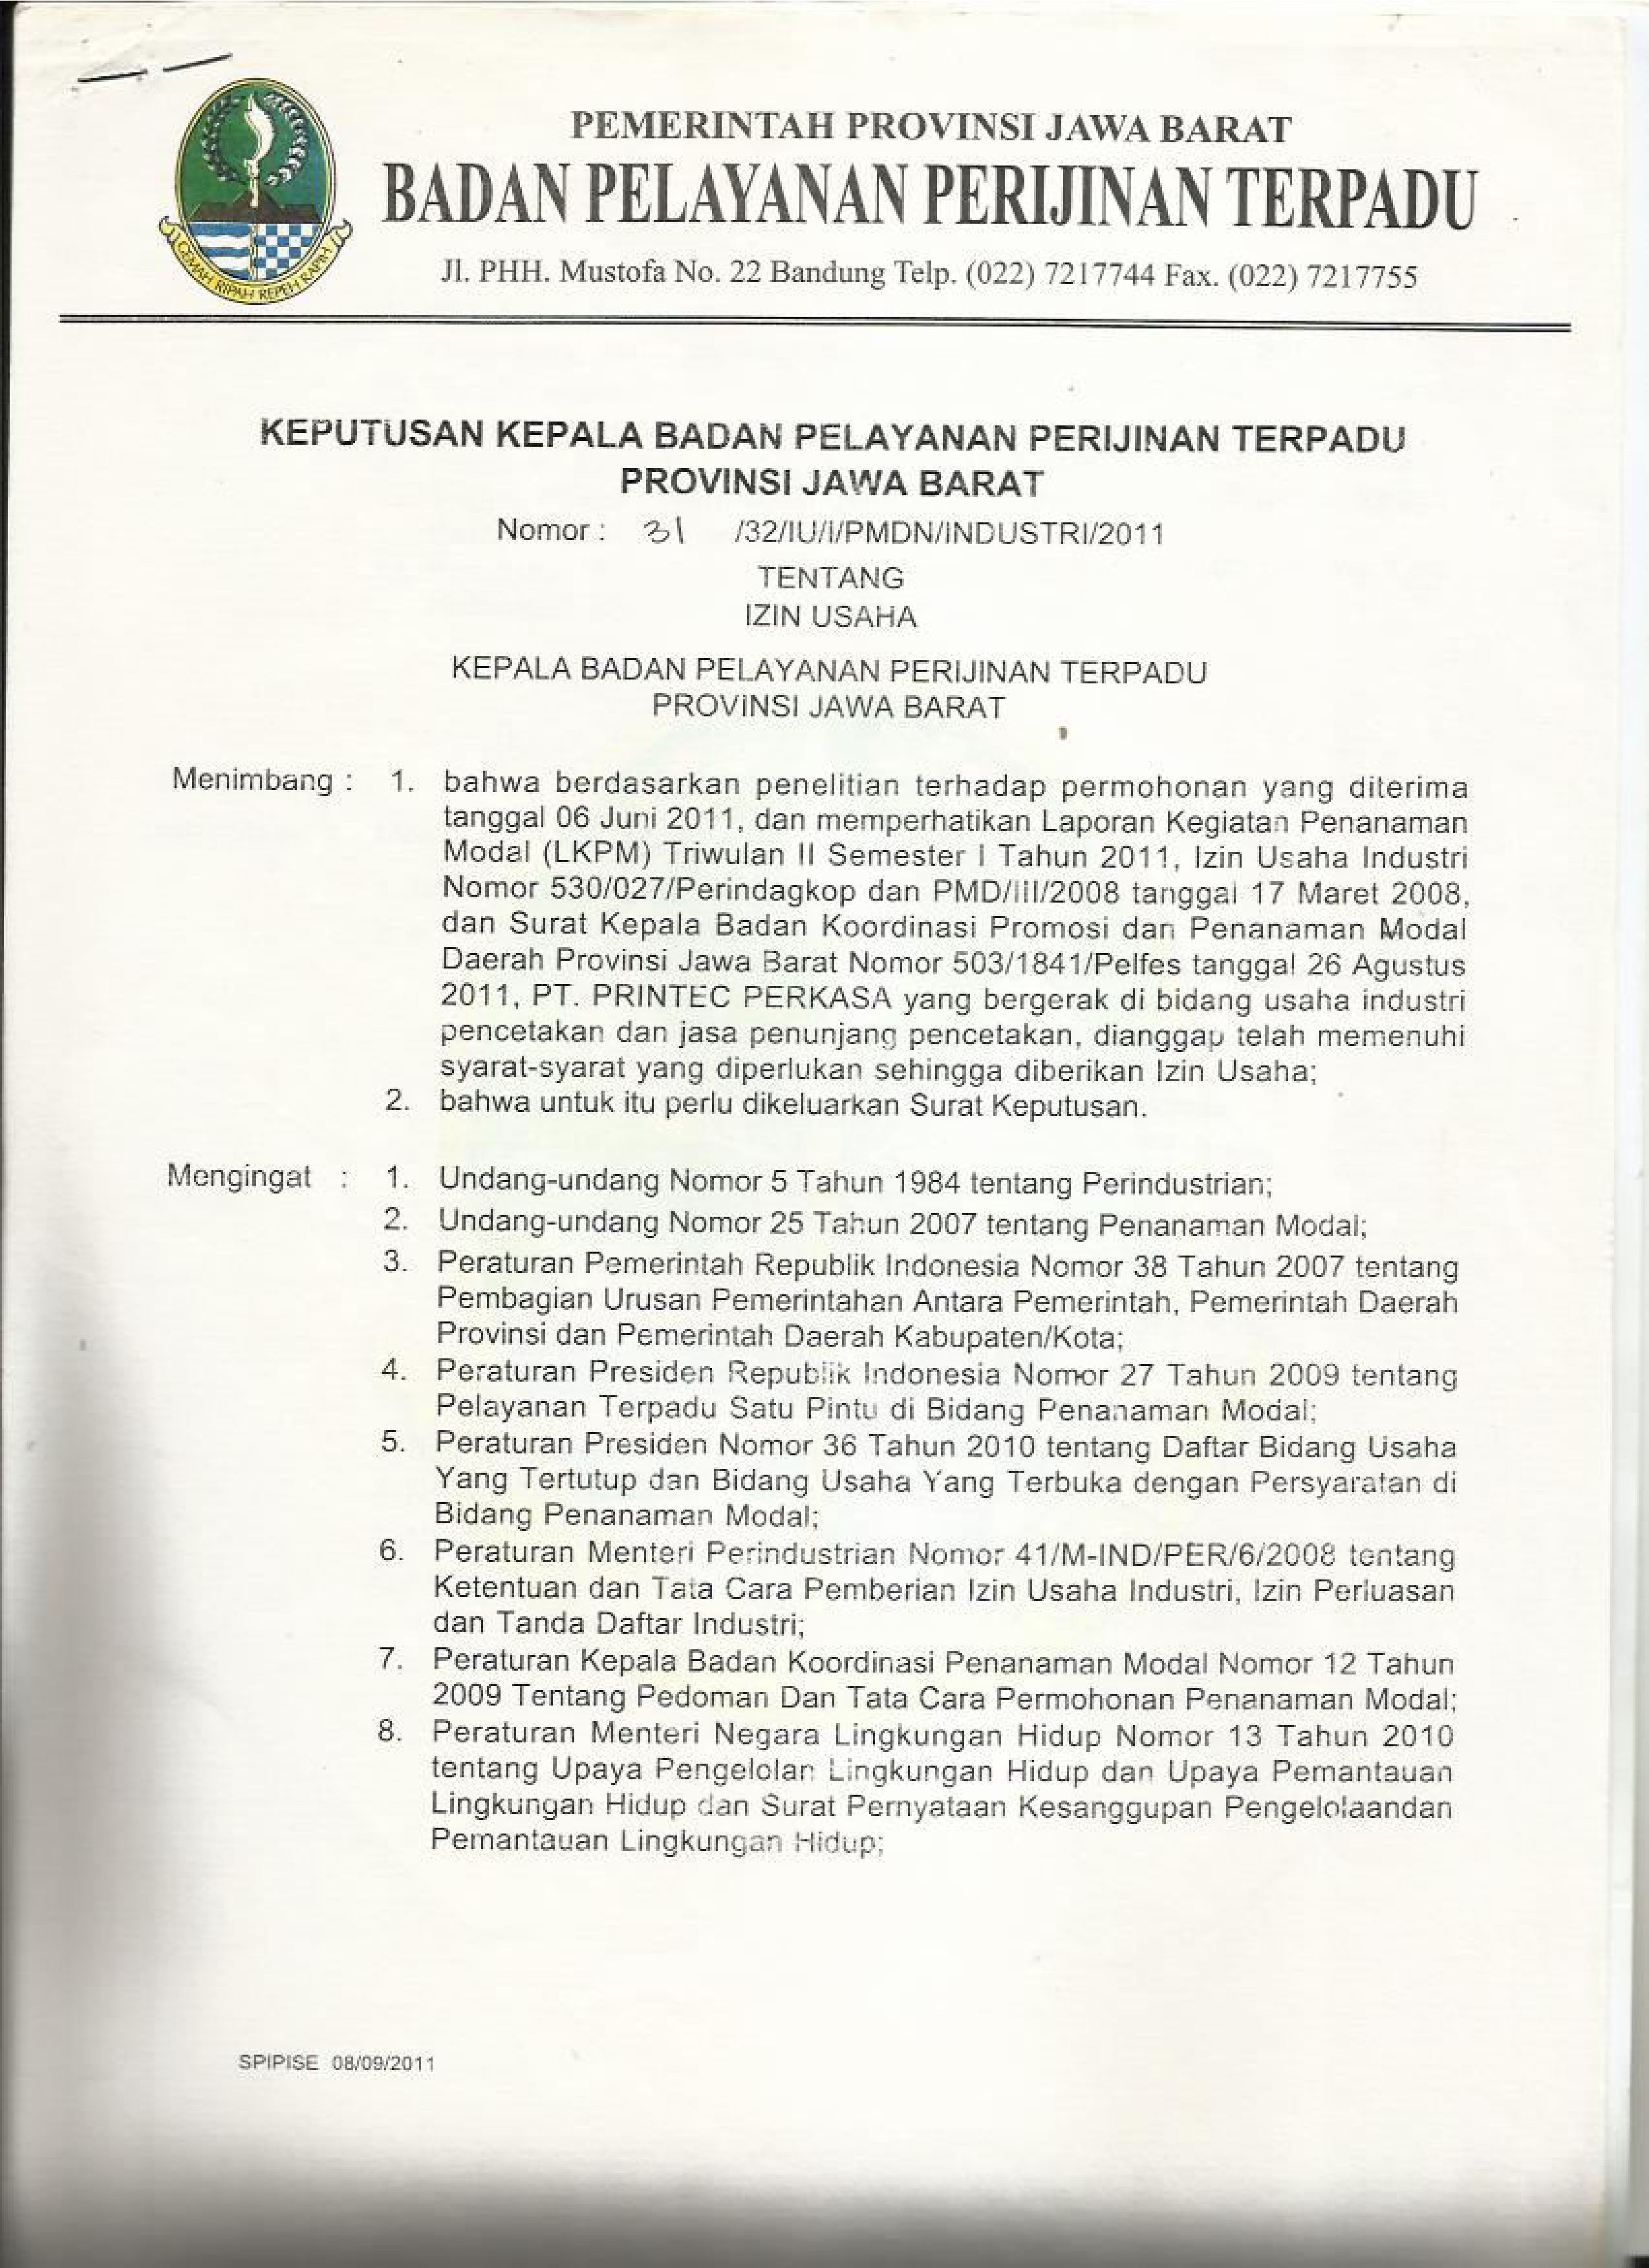 PEMERINTAH PROVINSI JAWA BARAT
BADAN PELAYANAN PERIJINAN TERPADU
Jl. PHH. Mustofa No. 22 Bandung Telp. (022) 7217744 Fax. (022) 7217755
GEMAH RIPAH REPEH RAPIH
KEPUTUSAN KEPALA BADAN PELAYANAN PERIJINAN TERPADU
PROVINSI JAWA BARAT
Nomor : 31 /32/IU/I/PMDN/INDUSTRI/2011
TENTANG
IZIN USAHA
KEPALA BADAN PELAYANAN PERIJINAN TERPADU
PROVINSI JAWA BARAT
Menimbang : 1. bahwa berdasarkan penelitian terhadap permohonan yang diterima
tanggal 06 Juni 2011, dan memperhatikan Laporan Kegiatan Penanaman
Modal (LKPM) Triwulan II Semester I Tahun 2011, Izin Usaha Industri
Nomor 530/027/Perindagkop dan PMD/III/2008 tanggal 17 Maret 2008,
dan Surat Kepala Badan Koordinasi Promosi dan Penanaman Modal
Daerah Provinsi Jawa Barat Nomor 503/1841/Pelfes tanggal 26 Agustus
2011, PT. PRINTEC PERKASA yang bergerak di bidang usaha industri
pencetakan dan jasa penunjang pencetakan, dianggap telah memenuhi
syarat-syarat yang diperlukan sehingga diberikan Izin Usaha;
2. bahwa untuk itu perlu dikeluarkan Surat Keputusan.
Mengingat : 1. Undang-undang Nomor 5 Tahun 1984 tentang Perindustrian;
2. Undang-undang Nomor 25 Tahun 2007 tentang Penanaman Modal;
3. Peraturan Pemerintah Republik Indonesia Nomor 38 Tahun 2007 tentang
Pembagian Urusan Pemerintahan Antara Pemerintah, Pemerintah Daerah
Provinsi dan Pemerintah Daerah Kabupaten/Kota;
4. Peraturan Presiden Republik Indonesia Nomor 27 Tahun 2009 tentang
Pelayanan Terpadu Satu Pintu di Bidang Penanaman Modal;
5. Peraturan Presiden Nomor 36 Tahun 2010 tentang Daftar Bidang Usaha
Yang Tertutup dan Bidang Usaha Yang Terbuka dengan Persyaratan di
Bidang Penanaman Modal;
6. Peraturan Menteri Perindustrian Nomor 41/M-IND/PER/6/2008 tentang
Ketentuan dan Tata Cara Pemberian Izin Usaha Industri, Izin Perluasan
dan Tanda Daftar Industri;
7. Peraturan Kepala Badan Koordinasi Penanaman Modal Nomor 12 Tahun
2009 Tentang Pedoman Dan Tata Cara Permohonan Penanaman Modal;
8. Peraturan Menteri Negara Lingkungan Hidup Nomor 13 Tahun 2010
tentang Upaya Pengelolan Lingkungan Hidup dan Upaya Pemantauan
Lingkungan Hidup dan Surat Pernyataan Kesanggupan Pengelolaandan
Pemantauan Lingkungan Hidup;
SPIPISE 08/09/2011